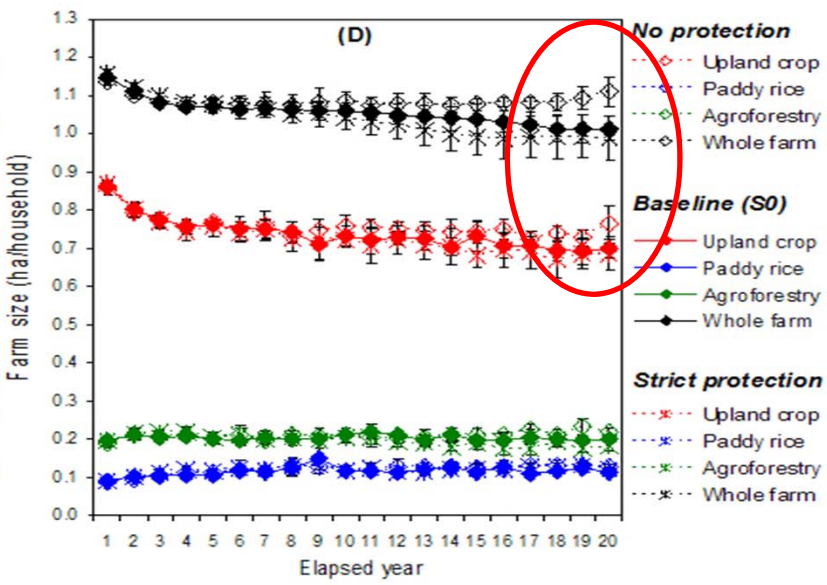 (D)
1.3
1.2
1.1
1.0
0.9
0.8
0.7
0.6
0.5
0.4
0.3
0.2
0.1
0.0
Farm size (ha/household)
1 2 3 4 5 6 7 8 9 10 11 12 13 14 15 16 17 18 19 20
Elapsed year
No protection
Upland crop
Paddy rice
Agroforestry
Whole farm
Baseline (S0)
Upland crop
Paddy rice
Agroforestry
Whole farm
Strict protection
Upland crop
Paddy rice
Agroforestry
Whole farm